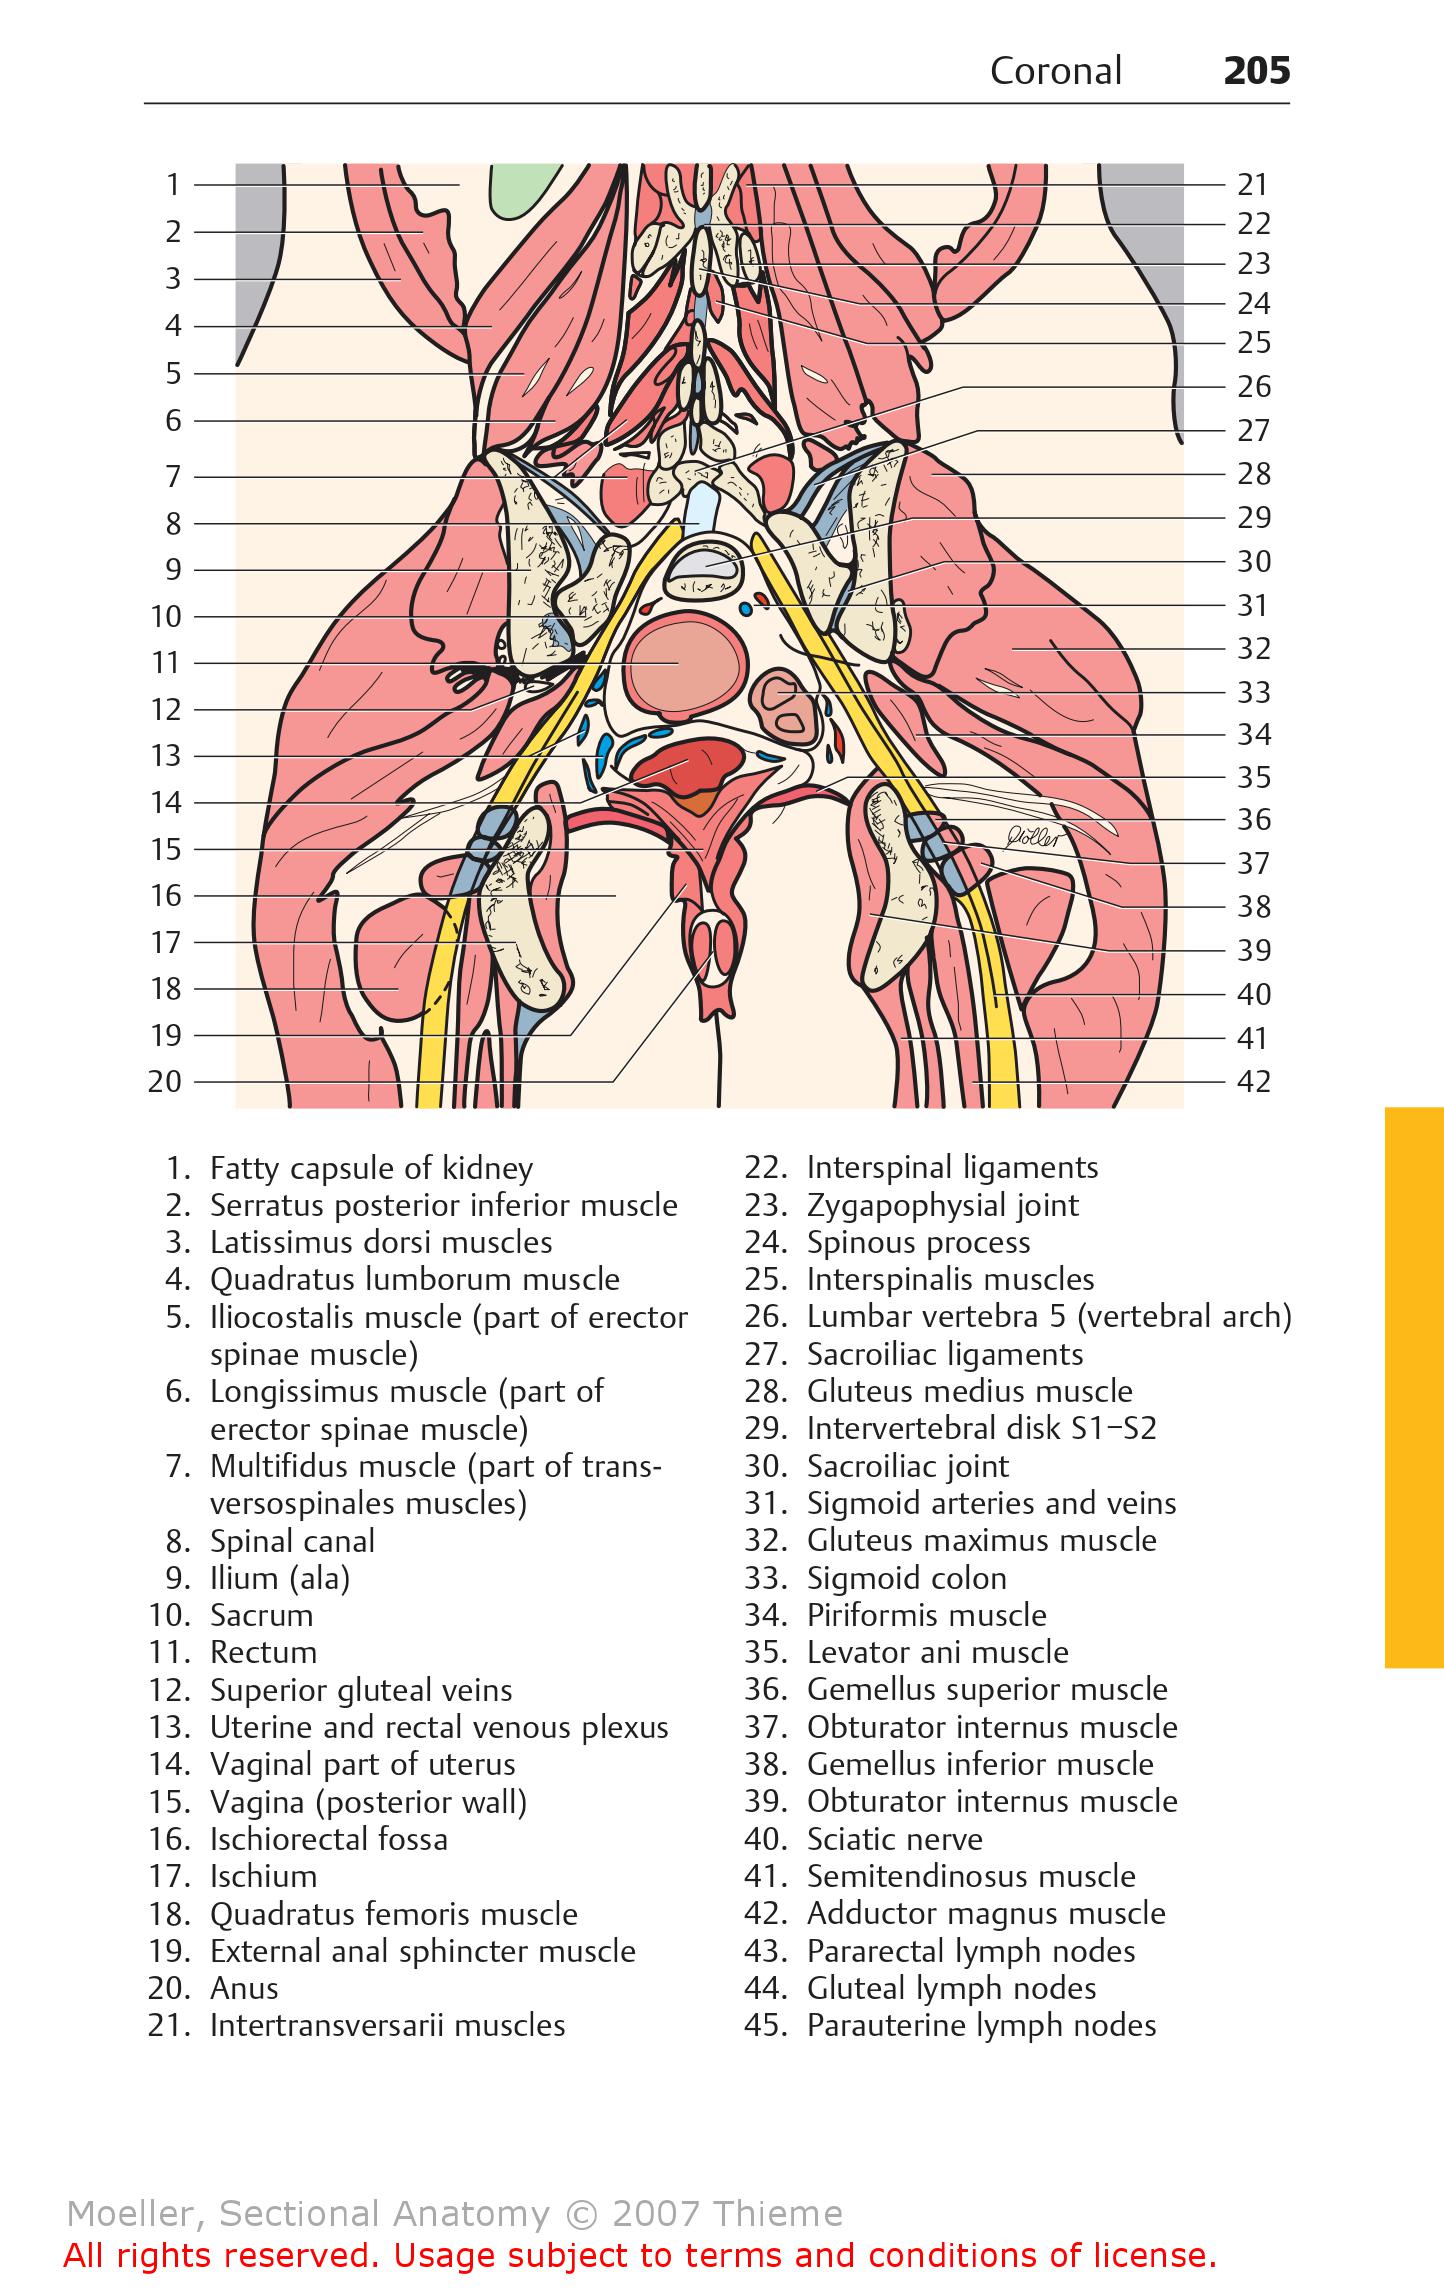 Coronal 205
1
2
3
4
5
6
7
8
9
10
11
12
13
14
15
16
17
18
19
20
21
22
23
24
25
26
27
28
29
30
31
32
33
34
35
36
37
38
39
40
41
42
Möller
1. Fatty capsule of kidney
2. Serratus posterior inferior muscle
3. Latissimus dorsi muscles
4. Quadratus lumborum muscle
5. Iliocostalis muscle (part of erector
spinae muscle)
6. Longissimus muscle (part of
erector spinae muscle)
7. Multifidus muscle (part of trans-
versospinales muscles)
8. Spinal canal
9. Ilium (ala)
10. Sacrum
11. Rectum
12. Superior gluteal veins
13. Uterine and rectal venous plexus
14. Vaginal part of uterus
15. Vagina (posterior wall)
16. Ischiorectal fossa
17. Ischium
18. Quadratus femoris muscle
19. External anal sphincter muscle
20. Anus
21. Intertransversarii muscles
22. Interspinal ligaments
23. Zygapophysial joint
24. Spinous process
25. Interspinalis muscles
26. Lumbar vertebra 5 (vertebral arch)
27. Sacroiliac ligaments
28. Gluteus medius muscle
29. Intervertebral disk S1–S2
30. Sacroiliac joint
31. Sigmoid arteries and veins
32. Gluteus maximus muscle
33. Sigmoid colon
34. Piriformis muscle
35. Levator ani muscle
36. Gemellus superior muscle
37. Obturator internus muscle
38. Gemellus inferior muscle
39. Obturator internus muscle
40. Sciatic nerve
41. Semitendinosus muscle
42. Adductor magnus muscle
43. Pararectal lymph nodes
44. Gluteal lymph nodes
45. Parauterine lymph nodes
Moeller, Sectional Anatomy © 2007 Thieme
All rights reserved. Usage subject to terms and conditions of license.